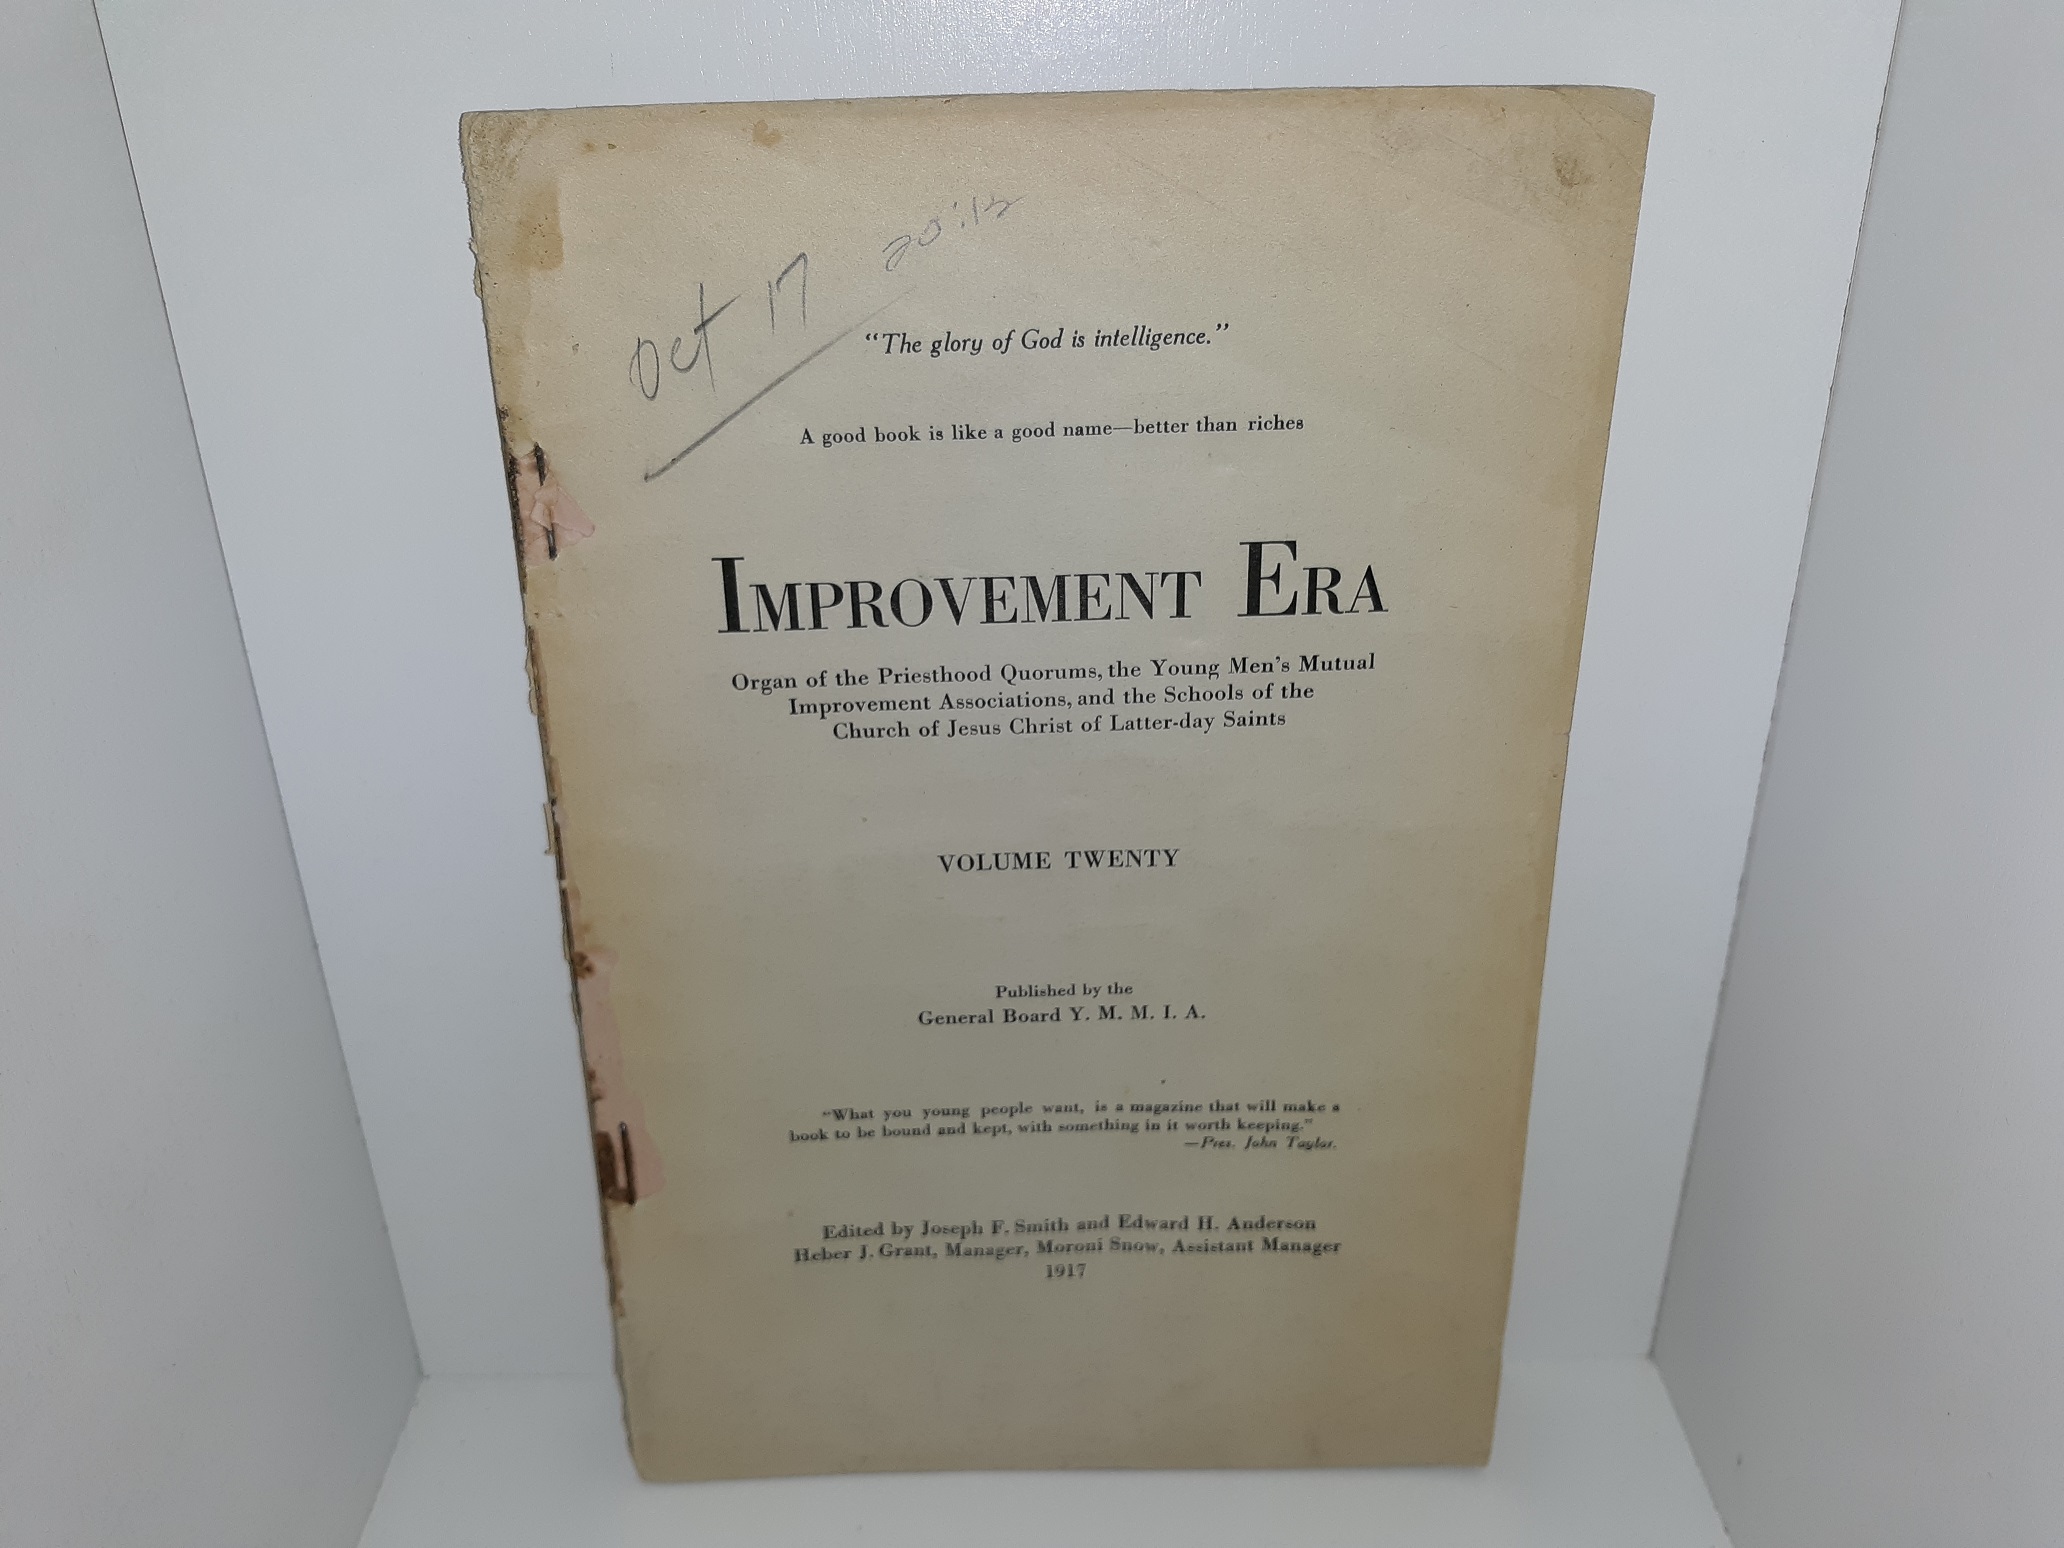 Oct 17
20:12
“The glory of God is intelligence.”
A good book is like a good name—better than riches
IMPROVEMENT ERA
Organ of the Priesthood Quorums, the Young Men's Mutual
Improvement Associations, and the Schools of the
Church of Jesus Christ of Latter-day Saints
VOLUME TWENTY
Published by the
General Board Y. M. M. I. A.
“What you young people want, is a magazine that will make a
book to be bound and kept, with something in it worth keeping.”
—Pres. John Taylor.
Edited by Joseph F. Smith and Edward H. Anderson
Heber J. Grant, Manager, Moroni Snow, Assistant Manager
1917